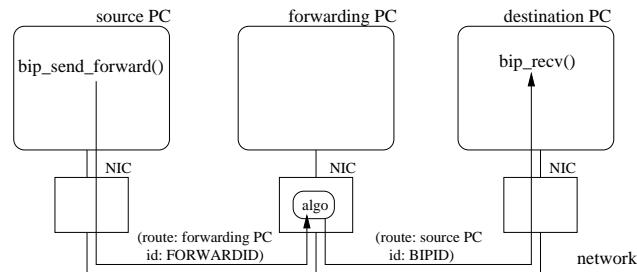 source PC
forwarding PC
destination PC
bip_send_forward()
bip_recv()
NIC
NIC
NIC
algo
(route: forwarding PC
id: FORWARDID)
(route: source PC
id: BIPID)
network